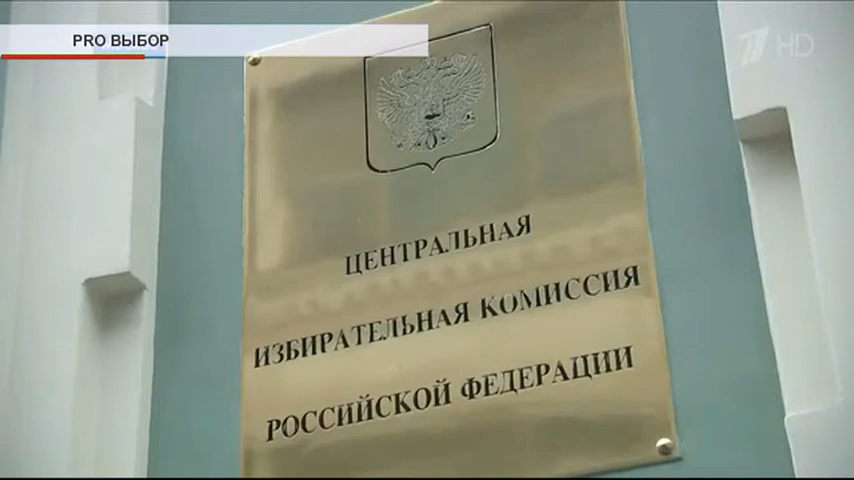 PRO ВЫБОР
HD
ЦЕНТРАЛЬНАЯ
ИЗБИРАТЕЛЬНАЯ КОМИССИЯ
РОССИЙСКОЙ ФЕДЕРАЦИИ